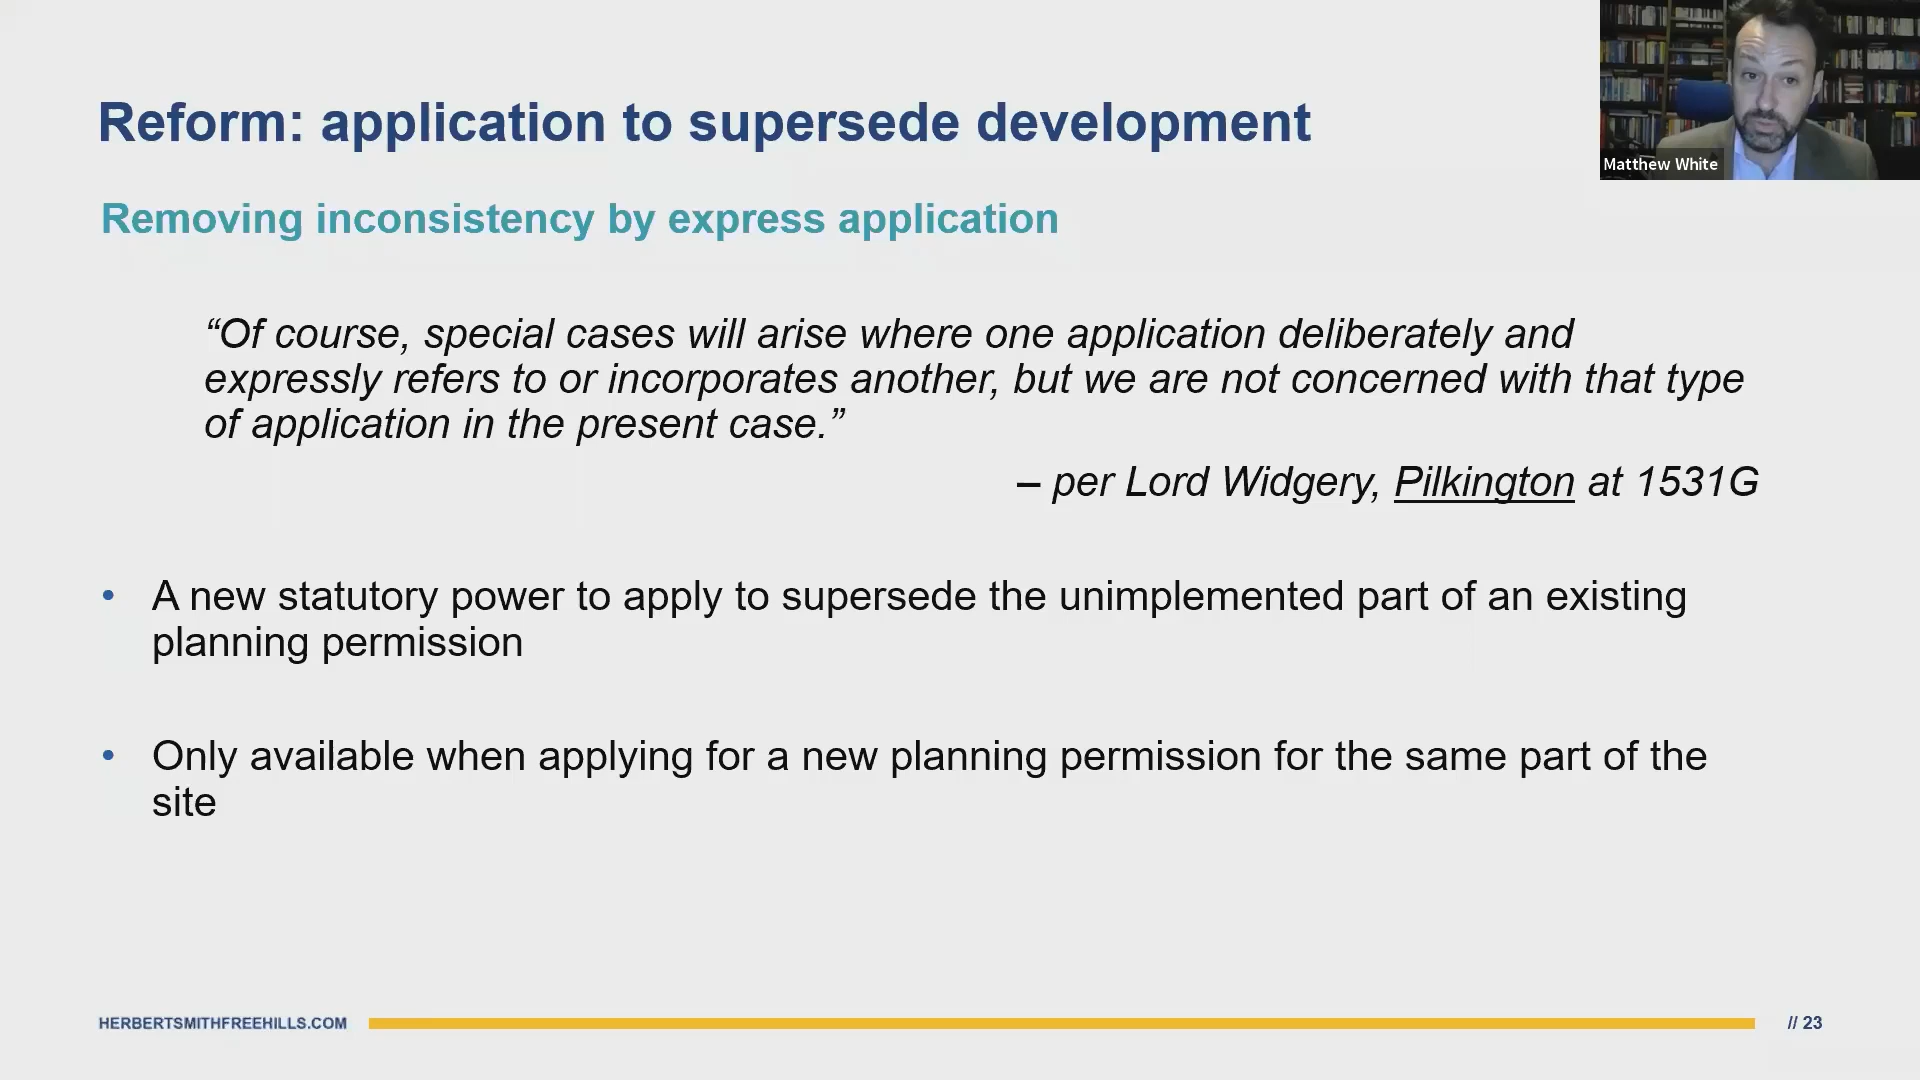 Matthew White
Reform: application to supersede development
Removing inconsistency by express application
“Of course, special cases will arise where one application deliberately and
expressly refers to or incorporates another, but we are not concerned with that type
of application in the present case.”
– per Lord Widgery, Pilkington at 1531G
• A new statutory power to apply to supersede the unimplemented part of an existing
planning permission
• Only available when applying for a new planning permission for the same part of the
site
HERBERTSMITHFREEHILLS.COM
// 23